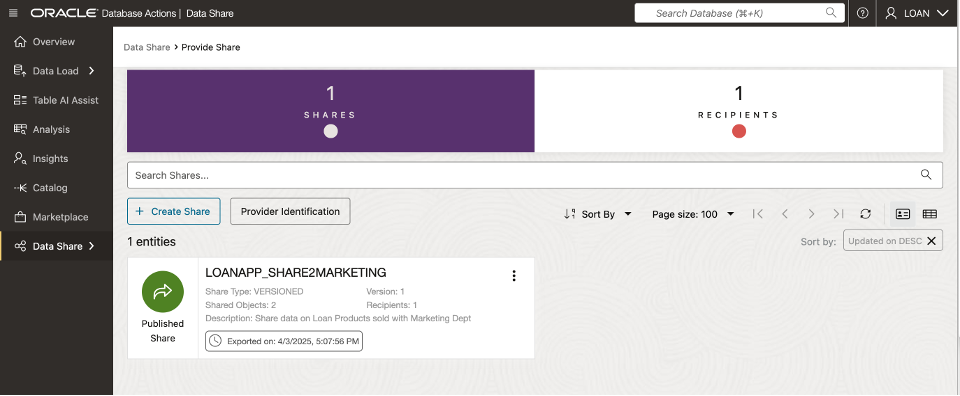 ORACLE Database Actions | Data Share
Search Database (⌘+K)
LOAN
Overview
Data Load
Table AI Assist
Analysis
Insights
Catalog
Marketplace
Data Share
Data Share > Provide Share
1
SHARES
1
RECIPIENTS
Search Shares...
+ Create Share
Provider Identification
Sort By
Page size: 100
1 entities
Sort by:
Updated on DESC
LOANAPP_SHARE2MARKETING
Share Type: VERSIONED
Version: 1
Shared Objects: 2
Recipients: 1
Description: Share data on Loan Products sold with Marketing Dept
Exported on: 4/3/2025, 5:07:56 PM
Published
Share